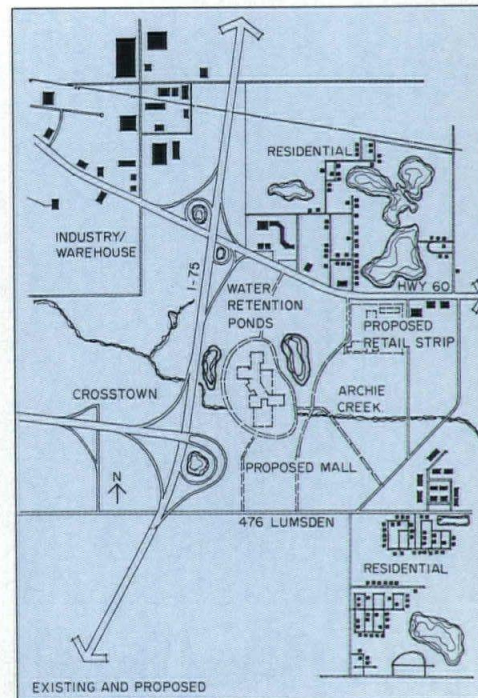 RESIDENTIAL
INDUSTRY/
WAREHOUSE
I-75
HWY 60
WATER
RETENTION
PONDS
PROPOSED
RETAIL STRIP
CROSSTOWN
ARCHIE
CREEK
N
PROPOSED MALL
476 LUMSDEN
RESIDENTIAL
EXISTING AND PROPOSED